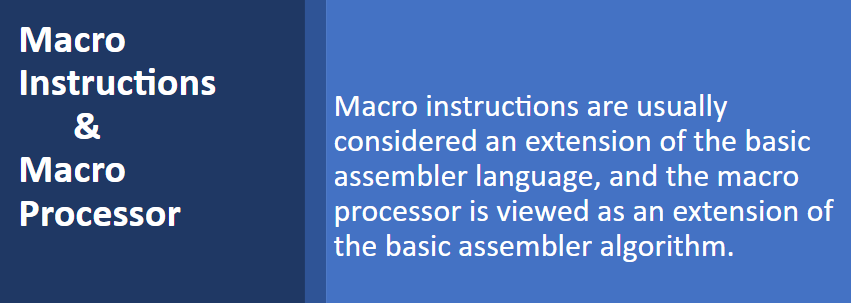 Macro
Instructions
&
Macro
Processor
Macro instructions are usually
considered an extension of the basic
assembler language, and the macro
processor is viewed as an extension of
the basic assembler algorithm.